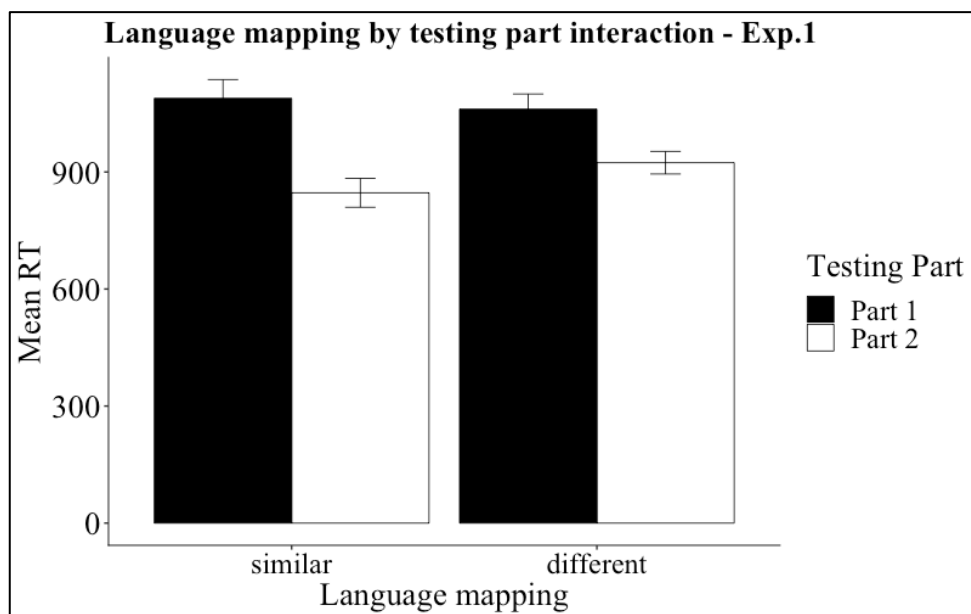 Language mapping by testing part interaction - Exp.1
Mean RT
900
600
300
0
similar different
Language mapping
Testing Part
Part 1
Part 2